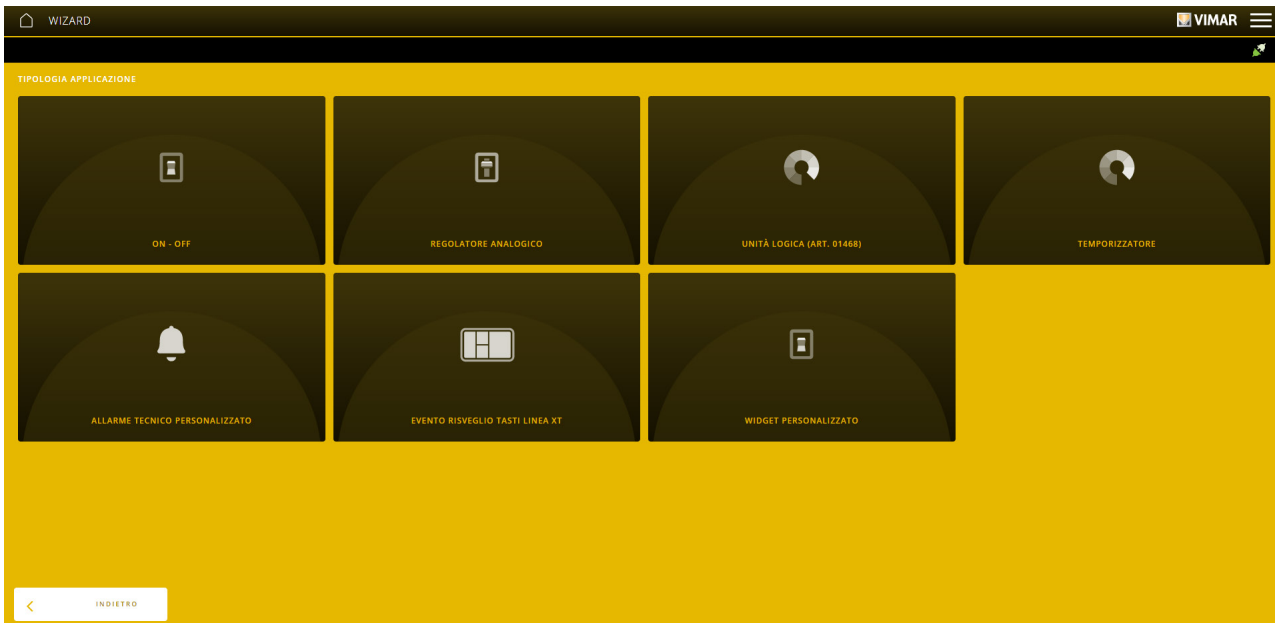 WIZARD
VIMAR
TIPOLOGIA APPLICAZIONE
ON - OFF
REGOLATORE ANALOGICO
UNITÀ LOGICA (ART. 01468)
TEMPORIZZATORE
ALLARME TECNICO PERSONALIZZATO
EVENTO RISVEGLIO TASTI LINEA XT
WIDGET PERSONALIZZATO
INDIETRO